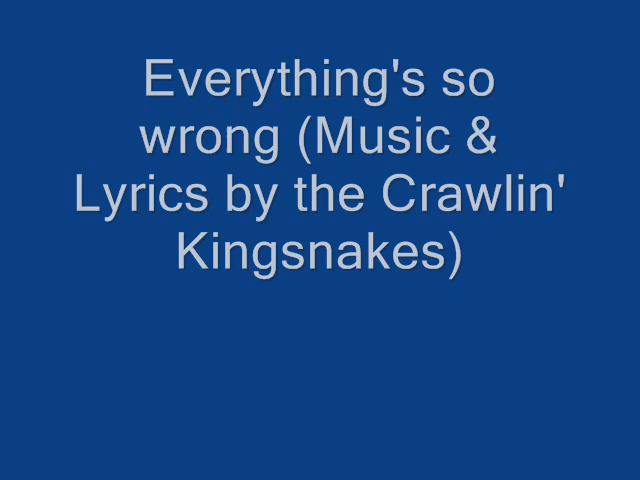 Everything's so
wrong (Music &
Lyrics by the Crawlin'
Kingsnakes)